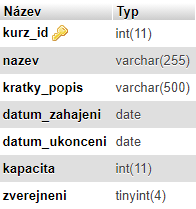 Název Typ
kurz_id int(11)
nazev varchar(255)
kratky_popis varchar(500)
datum_zahajeni date
datum_ukonceni date
kapacita int(11)
zverejneni tinyint(4)